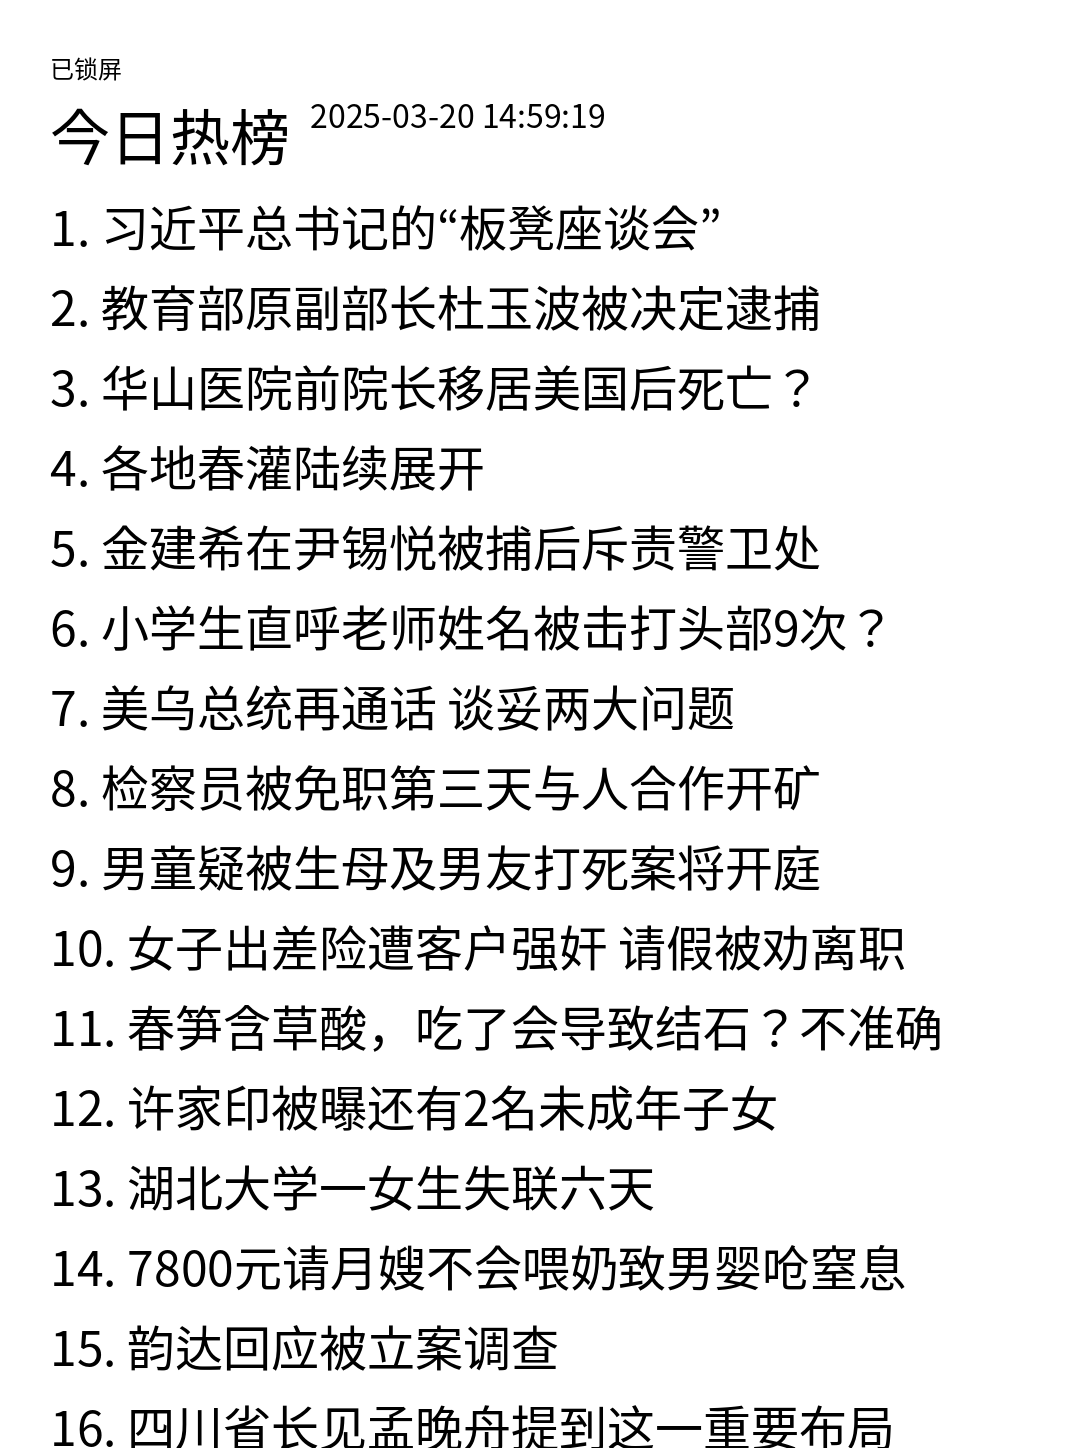 已锁屏
今日热榜 2025-03-20 14:59:19
1. 习近平总书记的“板凳座谈会”
2. 教育部原副部长杜玉波被决定逮捕
3. 华山医院前院长移居美国后死亡？
4. 各地春灌陆续展开
5. 金建希在尹锡悦被捕后斥责警卫处
6. 小学生直呼老师姓名被击打头部9次？
7. 美乌总统再通话 谈妥两大问题
8. 检察员被免职第三天与人合作开矿
9. 男童疑被生母及男友打死案将开庭
10. 女子出差险遭客户强奸 请假被劝离职
11. 春笋含草酸，吃了会导致结石？不准确
12. 许家印被曝还有2名未成年子女
13. 湖北大学一女生失联六天
14. 7800元请月嫂不会喂奶致男婴呛窒息
15. 韵达回应被立案调查
16. 四川省长见孟晚舟提到这一重要布局